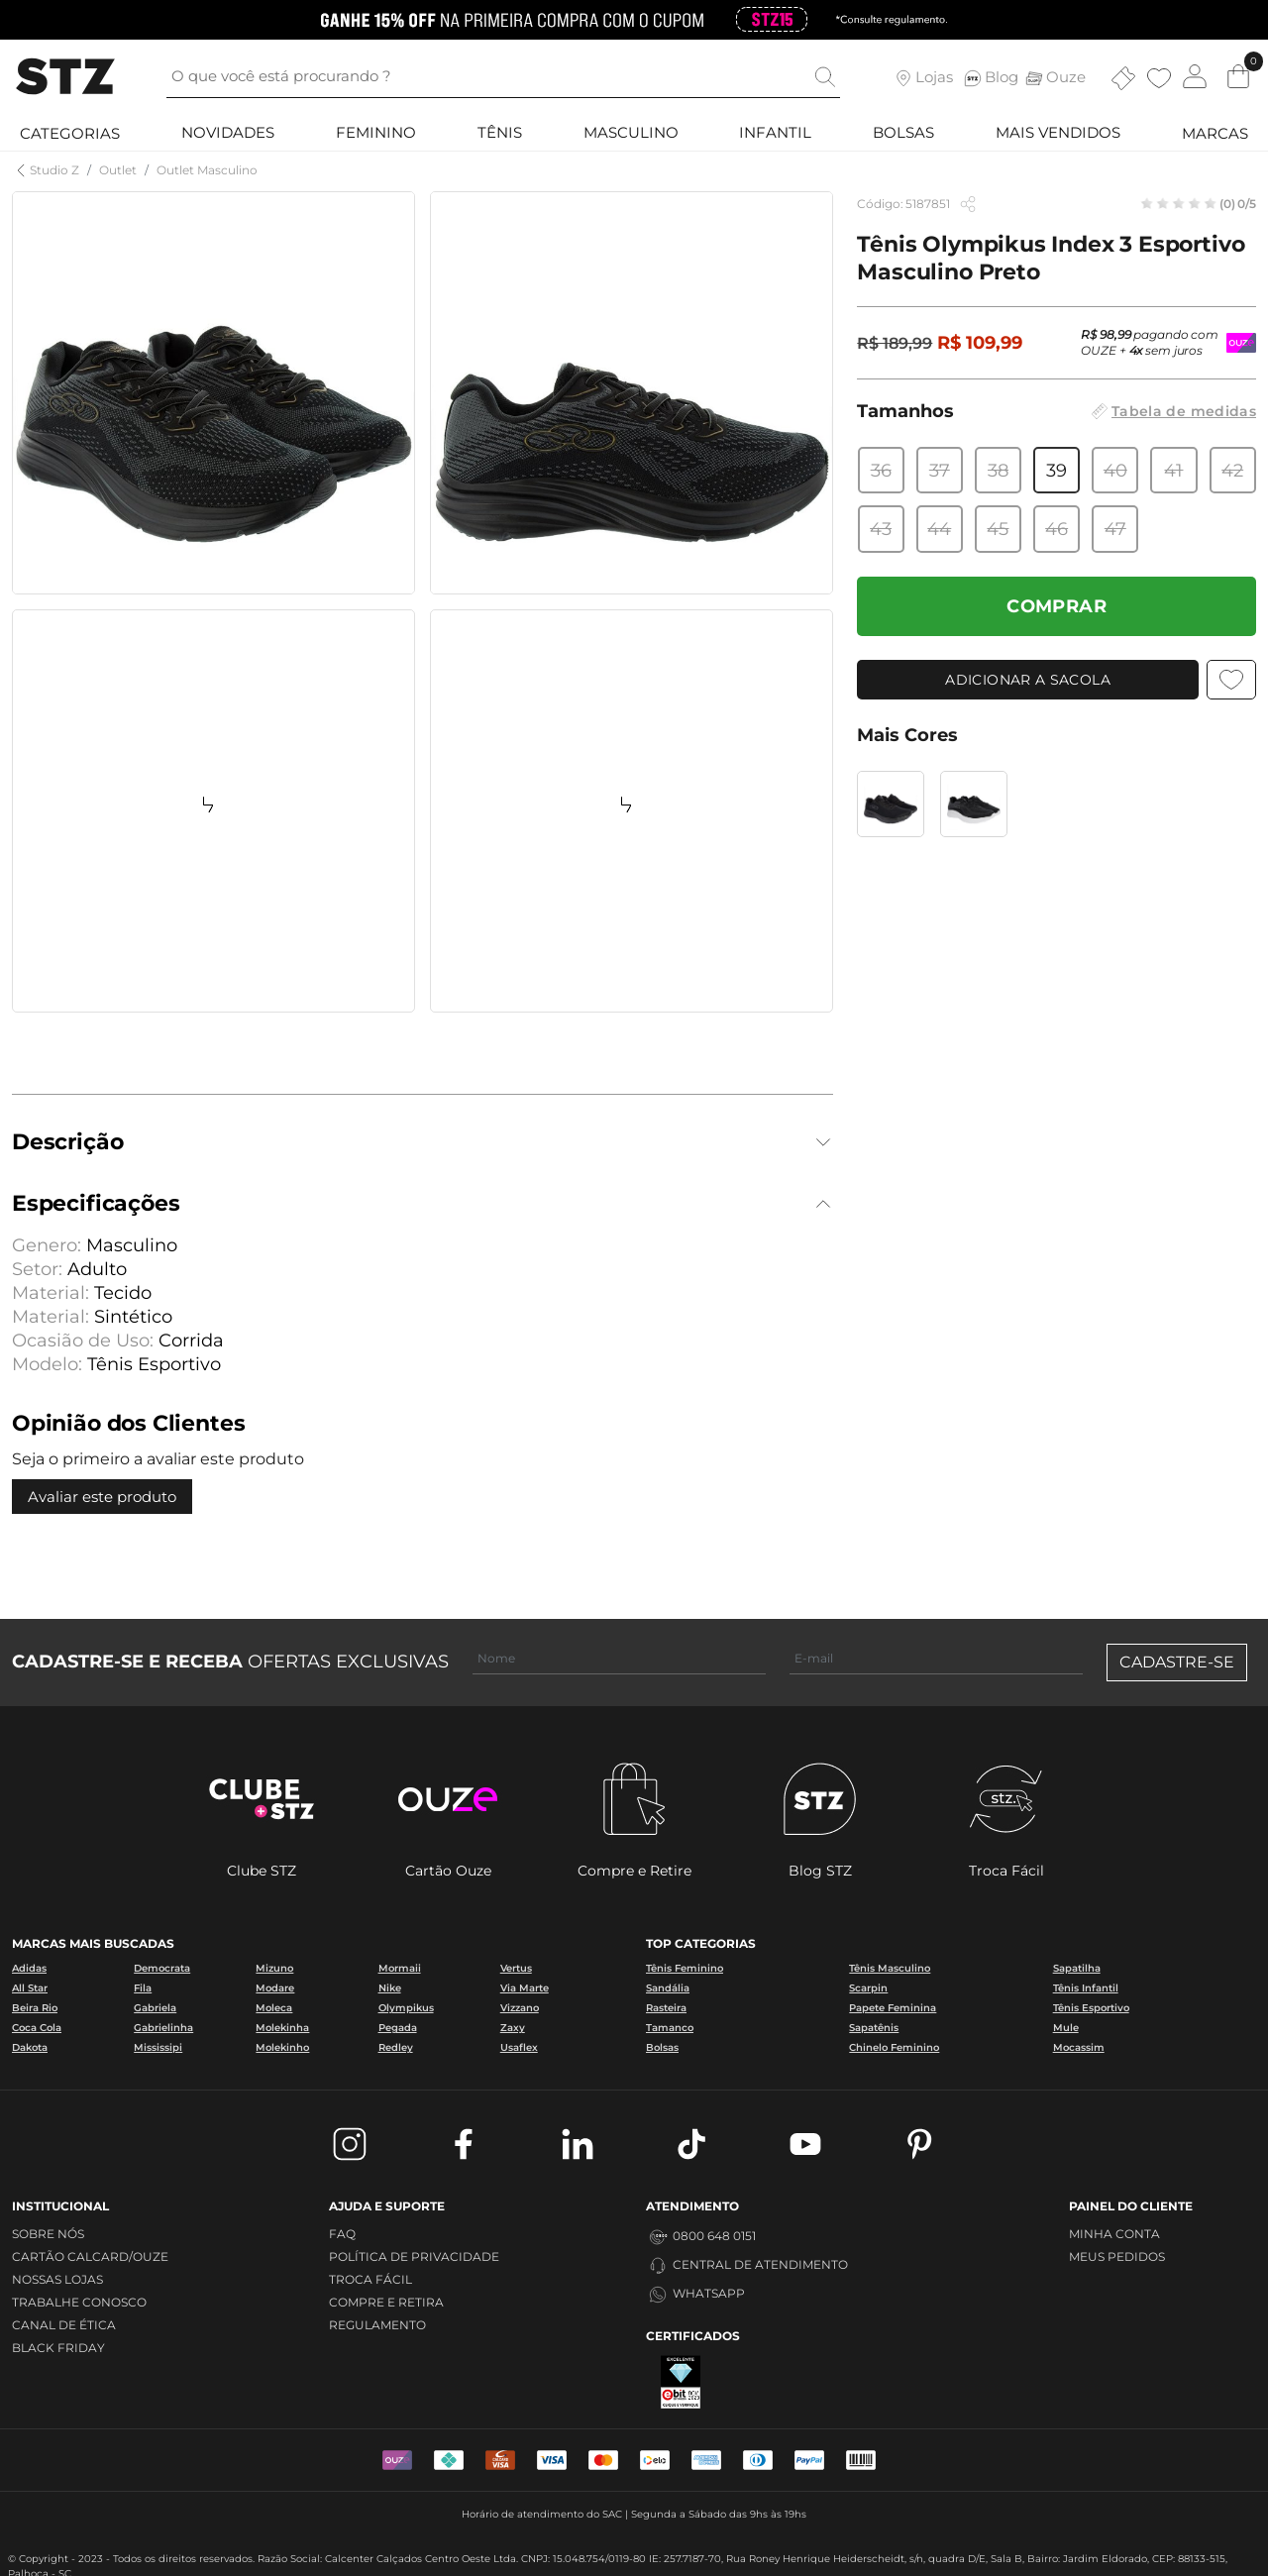 GANHE 15% OFF NA PRIMEIRA COMPRA COM O CUPOM STZ15 *Consulte regulamento.
STZ
O que você está procurando ?
Lojas
Blog
Ouze
0
CATEGORIAS NOVIDADES FEMININO TÊNIS MASCULINO INFANTIL BOLSAS MAIS VENDIDOS MARCAS
Studio Z / Outlet / Outlet Masculino
Código: 5187851
(0) 0/5
Tênis Olympikus Index 3 Esportivo
Masculino Preto
R$ 189,99 R$ 109,99
R$ 98,99 pagando com
OUZE + 4x sem juros
OUZE
Tamanhos
Tabela de medidas
36 37 38 39 40 41 42
43 44 45 46 47
COMPRAR
ADICIONAR A SACOLA
Mais Cores
Descrição
Especificações
Genero: Masculino
Setor: Adulto
Material: Tecido
Material: Sintético
Ocasião de Uso: Corrida
Modelo: Tênis Esportivo
Opinião dos Clientes
Seja o primeiro a avaliar este produto
Avaliar este produto
CADASTRE-SE E RECEBA OFERTAS EXCLUSIVAS
Nome
E-mail
CADASTRE-SE
CLUBE
+STZ
ouze
STZ
stz.
Clube STZ
Cartão Ouze
Compre e Retire
Blog STZ
Troca Fácil
MARCAS MAIS BUSCADAS
Adidas Democrata Mizuno Mormaii Vertus
All Star Fila Modare Nike Via Marte
Beira Rio Gabriela Moleca Olympikus Vizzano
Coca Cola Gabrielinha Molekinha Pegada Zaxy
Dakota Mississipi Molekinho Redley Usaflex
TOP CATEGORIAS
Tênis Feminino Tênis Masculino Sapatilha
Sandália Scarpin Tênis Infantil
Rasteira Papete Feminina Tênis Esportivo
Tamanco Sapatênis Mule
Bolsas Chinelo Feminino Mocassim
INSTITUCIONAL
SOBRE NÓS
CARTÃO CALCARD/OUZE
NOSSAS LOJAS
TRABALHE CONOSCO
CANAL DE ÉTICA
BLACK FRIDAY
AJUDA E SUPORTE
FAQ
POLÍTICA DE PRIVACIDADE
TROCA FÁCIL
COMPRE E RETIRA
REGULAMENTO
ATENDIMENTO
0800 648 0151
CENTRAL DE ATENDIMENTO
WHATSAPP
CERTIFICADOS
EXCELENTE
ebit
PAINEL DO CLIENTE
MINHA CONTA
MEUS PEDIDOS
VISA
elo
PayPal
Horário de atendimento do SAC | Segunda a Sábado das 9hs às 19hs
© Copyright - 2023 - Todos os direitos reservados. Razão Social: Calcenter Calçados Centro Oeste Ltda. CNPJ: 15.048.754/0119-80 IE: 257.7187-70, Rua Roney Henrique Heiderscheidt, s/n, quadra D/E, Sala B, Bairro: Jardim Eldorado, CEP: 88133-515,
Palhoça - SC